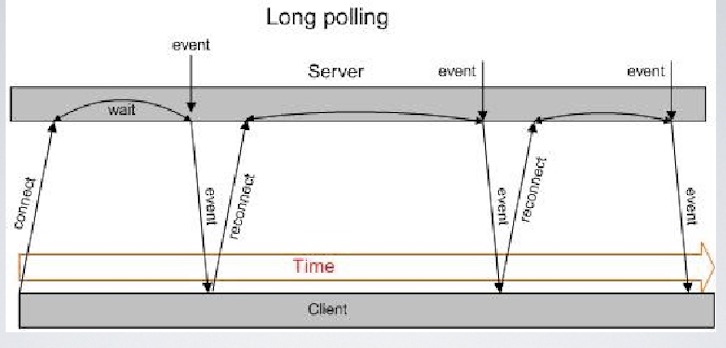 Long polling
event
Server
event
event
wait
connect
event
reconnect
event
reconnect
event
Time
Client